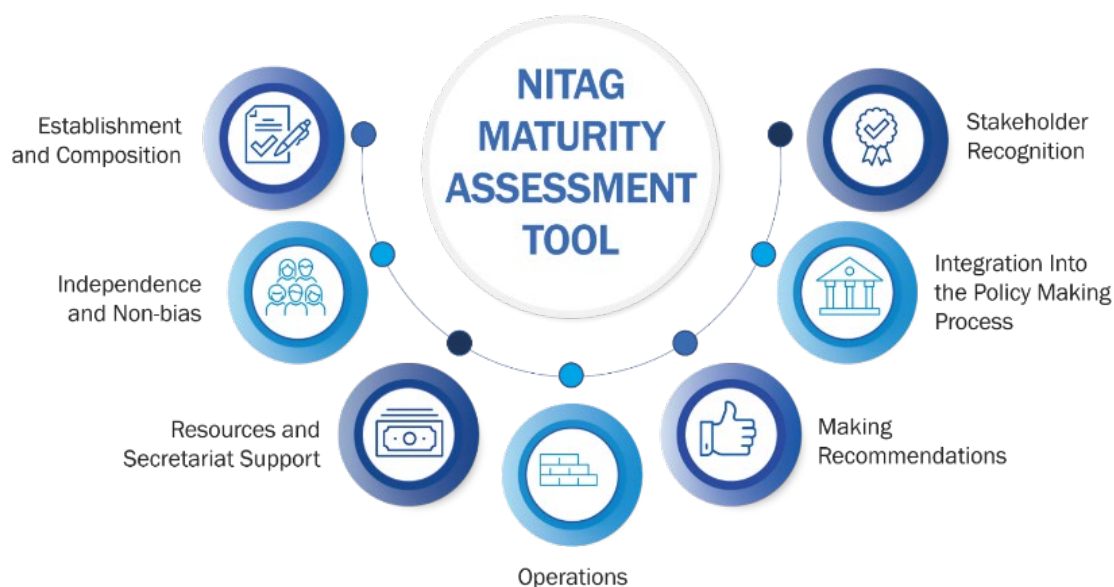 NITAG
MATURITY
ASSESSMENT
TOOL
Establishment
and Composition
Independence
and Non-bias
Resources and
Secretariat Support
Operations
Making
Recommendations
Integration Into
the Policy Making
Process
Stakeholder
Recognition